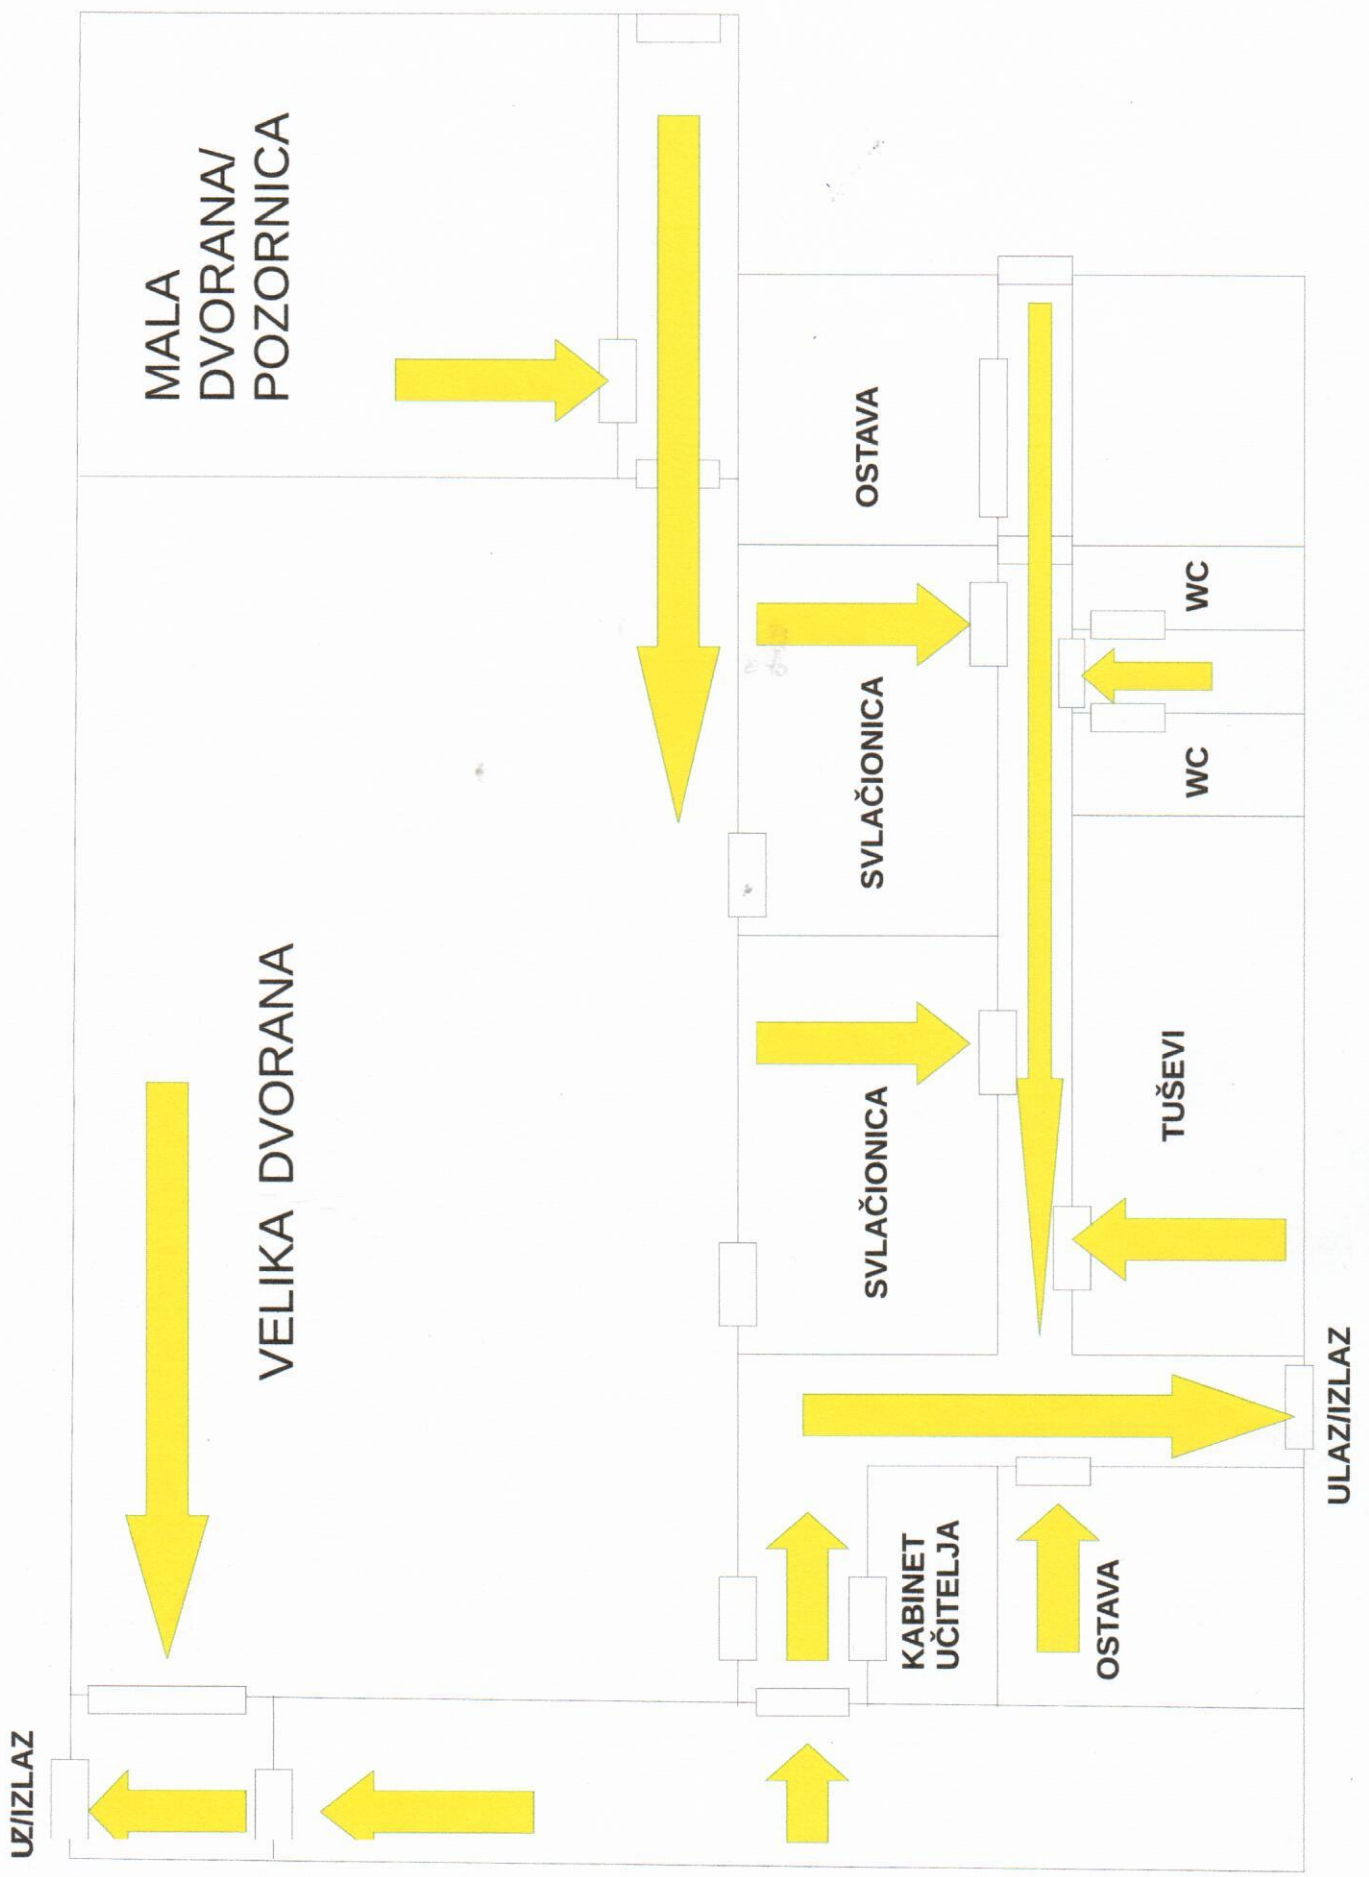 UZ/IZLAZ
MALA
DVORANA/
POZORNICA
VELIKA DVORANA
KABINET
UČITELJA
SVLAČIONICA
SVLAČIONICA
OSTAVA
OSTAVA
TUŠEVI
WC
WC
ULAZ/IZLAZ